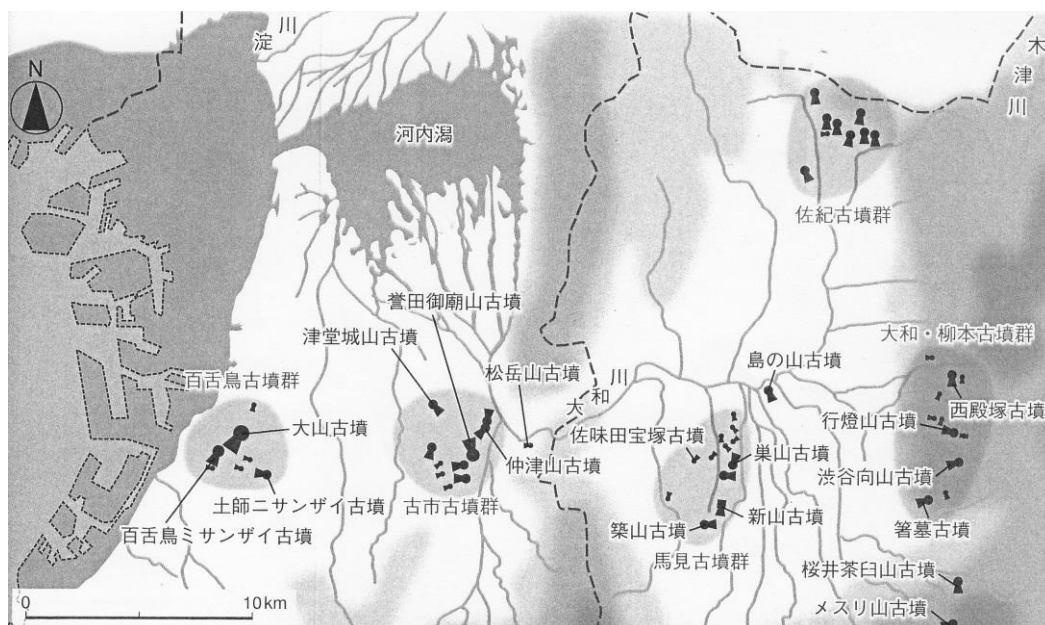 淀川
木津川
N
河内潟
佐紀古墳群
誉田御廟山古墳
津堂城山古墳
松岳山古墳
大和川
島の山古墳
大和・柳本古墳群
百舌鳥古墳群
大山古墳
佐味田宝塚古墳
西殿塚古墳
行燈山古墳
巣山古墳
仲津山古墳
渋谷向山古墳
土師ニサンザイ古墳
古市古墳群
新山古墳
箸墓古墳
百舌鳥ミサンザイ古墳
築山古墳
馬見古墳群
桜井茶臼山古墳
メスリ山古墳
0
10km